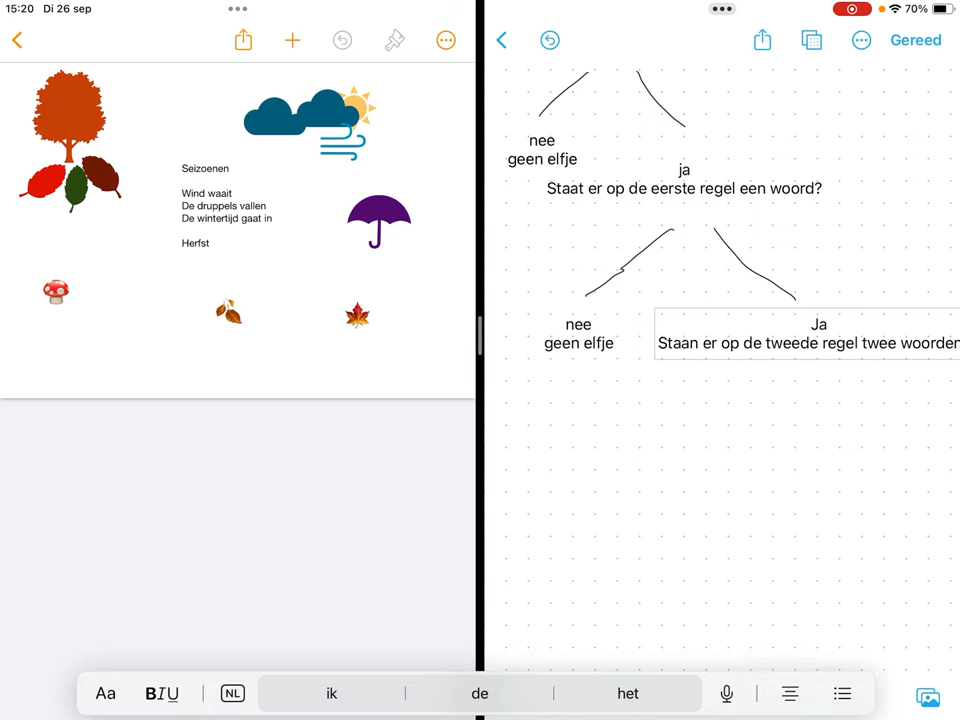 15:20 Di 26 sep
70%
Gereed
Seizoenen
Wind waait
De druppels vallen
De wintertijd gaat in
Herfst
nee
geen elfje
ja
Staat er op de eerste regel een woord?
nee
geen elfje
Ja
Staan er op de tweede regel twee woorden
Aa
BIU
NL
ik
de
het